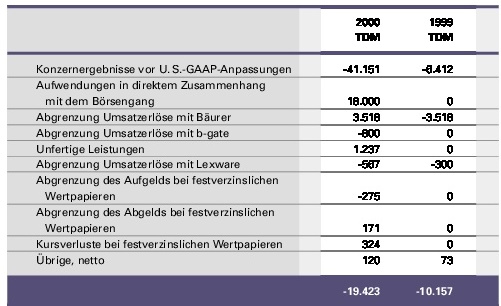 2000 1999
TDM TDM
Konzernergebnisse vor U.S.-GAAP-Anpassungen -41.151 -6.412
Aufwendungen in direktem Zusammenhang
mit dem Börsengang 18.000 0
Abgrenzung Umsatzerlöse mit Bäurer 3.518 -3.518
Abgrenzung Umsatzerlöse mit b-gate -800 0
Unfertige Leistungen 1.237 0
Abgrenzung Umsatzerlöse mit Lexware -567 -300
Abgrenzung des Aufgelds bei festverzinslichen
Wertpapieren -275 0
Abgrenzung des Abgelds bei festverzinslichen
Wertpapieren 171 0
Kursverluste bei festverzinslichen Wertpapieren 324 0
Übrige, netto 120 73
-19.423 -10.157